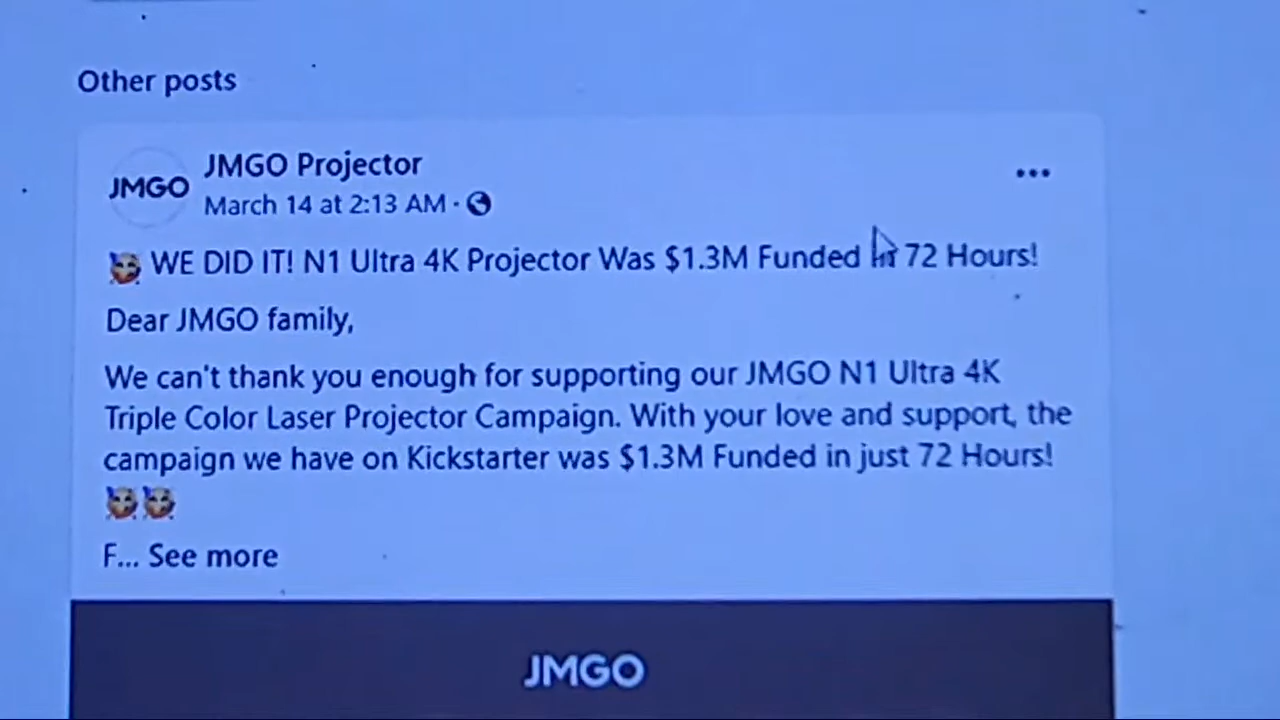 Other posts
JMGO
JMGO Projector
March 14 at 2:13 AM ·
WE DID IT! N1 Ultra 4K Projector Was $1.3M Funded in 72 Hours!
Dear JMGO family,
We can't thank you enough for supporting our JMGO N1 Ultra 4K
Triple Color Laser Projector Campaign. With your love and support, the
campaign we have on Kickstarter was $1.3M Funded in just 72 Hours!
F... See more
JMGO